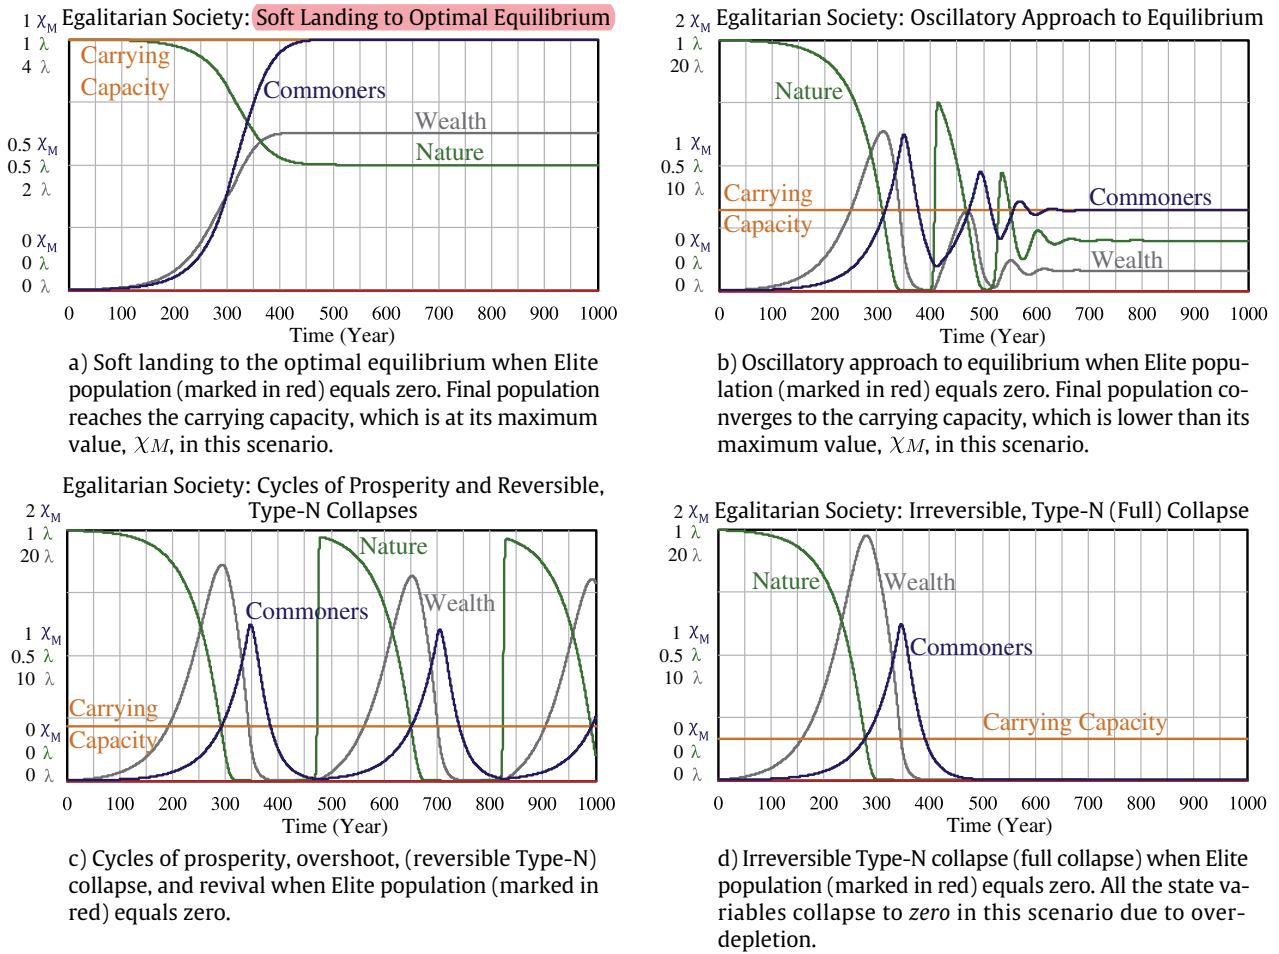 Egalitarian Society: Soft Landing to Optimal Equilibrium
1 χM
1 λ
4 λ
0.5 χM
0.5 λ
2 λ
0 χM
0 λ
0 λ
Carrying
Capacity
Commoners
Wealth
Nature
0 100 200 300 400 500 600 700 800 900 1000
Time (Year)
a) Soft landing to the optimal equilibrium when Elite
population (marked in red) equals zero. Final population
reaches the carrying capacity, which is at its maximum
value, χM, in this scenario.
Egalitarian Society: Oscillatory Approach to Equilibrium
2 χM
1 λ
20 λ
1 χM
0.5 λ
10 λ
0 χM
0 λ
0 λ
Nature
Carrying
Capacity
Commoners
Wealth
0 100 200 300 400 500 600 700 800 900 1000
Time (Year)
b) Oscillatory approach to equilibrium when Elite popu-
lation (marked in red) equals zero. Final population co-
nverges to the carrying capacity, which is lower than its
maximum value, χM, in this scenario.
Egalitarian Society: Cycles of Prosperity and Reversible,
Type-N Collapses
2 χM
1 λ
20 λ
1 χM
0.5 λ
10 λ
0 χM
0 λ
0 λ
Nature
Commoners
Wealth
Carrying
Capacity
0 100 200 300 400 500 600 700 800 900 1000
Time (Year)
c) Cycles of prosperity, overshoot, (reversible Type-N)
collapse, and revival when Elite population (marked in
red) equals zero.
Egalitarian Society: Irreversible, Type-N (Full) Collapse
2 χM
1 λ
20 λ
1 χM
0.5 λ
10 λ
0 χM
0 λ
0 λ
Nature
Wealth
Commoners
Carrying Capacity
0 100 200 300 400 500 600 700 800 900 1000
Time (Year)
d) Irreversible Type-N collapse (full collapse) when Elite
population (marked in red) equals zero. All the state va-
riables collapse to zero in this scenario due to over-
depletion.